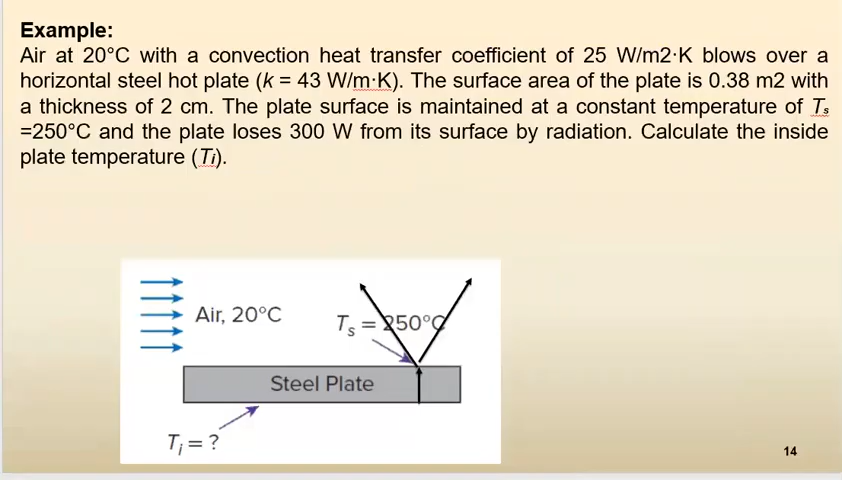 Example:
Air at 20°C with a convection heat transfer coefficient of 25 W/m2·K blows over a
horizontal steel hot plate (k = 43 W/m·K). The surface area of the plate is 0.38 m2 with
a thickness of 2 cm. The plate surface is maintained at a constant temperature of Ts
=250°C and the plate loses 300 W from its surface by radiation. Calculate the inside
plate temperature (Ti).
Air, 20°C
Ts = 250°C
Steel Plate
Ti = ?
14